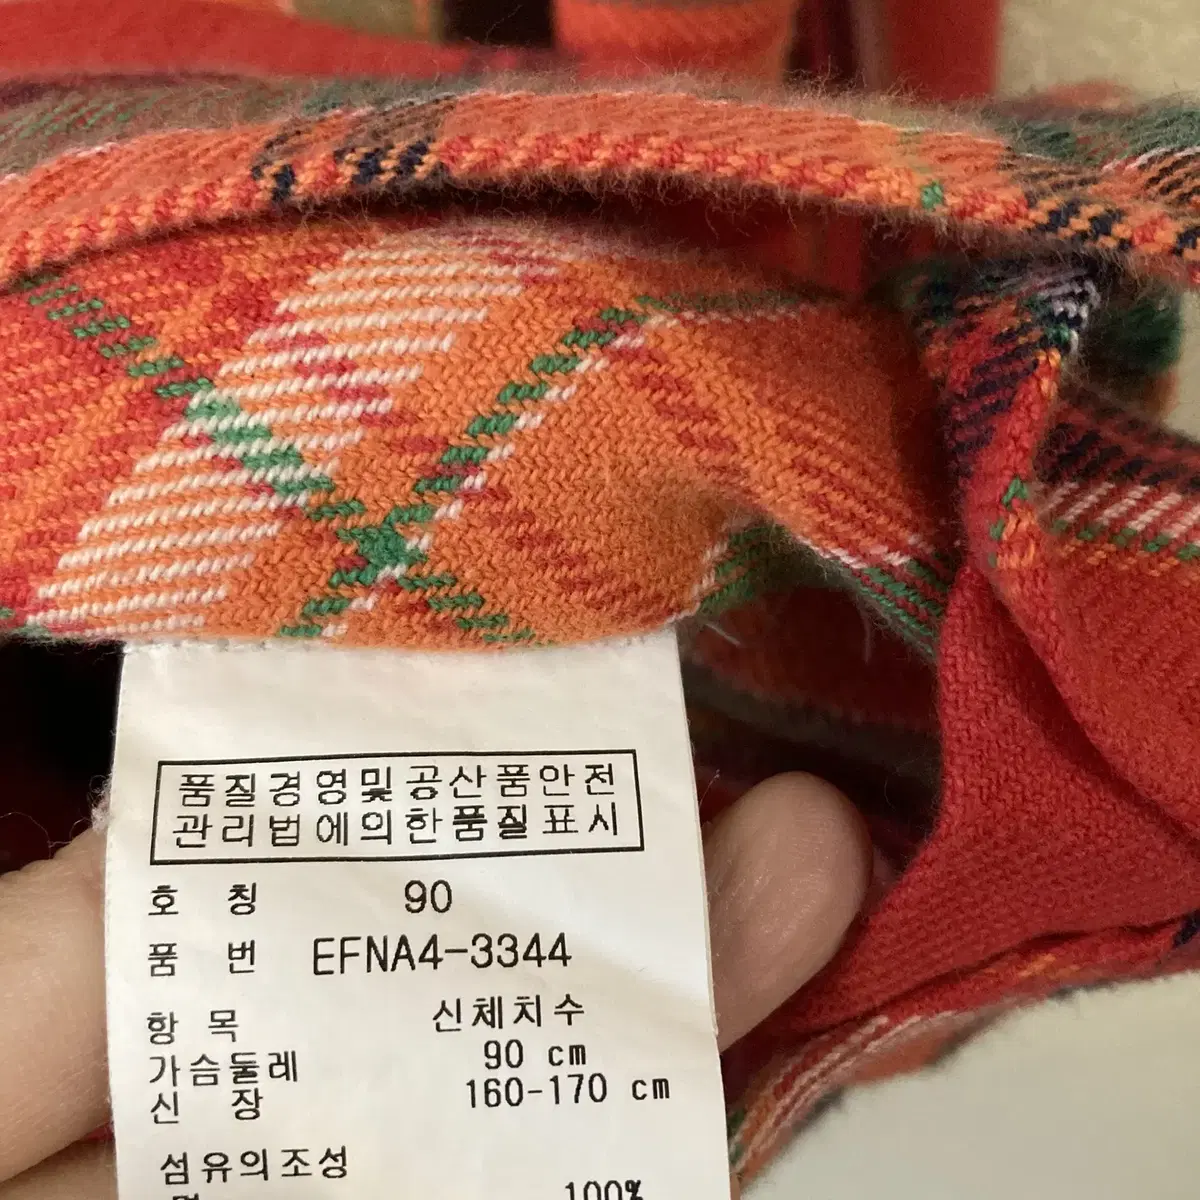 품질경영및공산품안전
관리법에의한품질표시
호 칭 90
품 번 EFNA4-3344
항 목 신체치수
가슴둘레 90 cm
신 장 160-170 cm
섬유의조성
면 100%